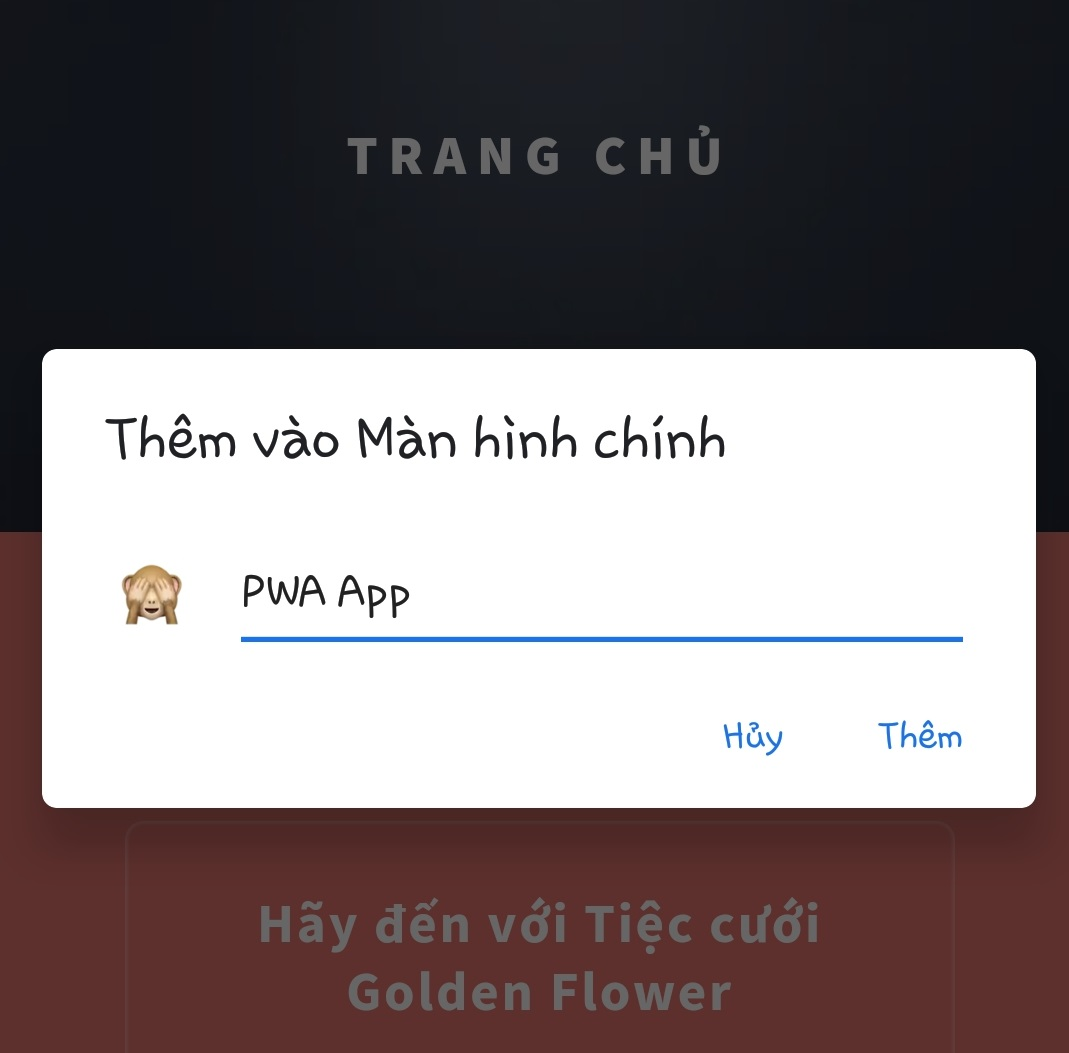 TRANG CHỦ
Thêm vào Màn hình chính
PWA App
Hủy
Thêm
Hãy đến với Tiệc cưới
Golden Flower